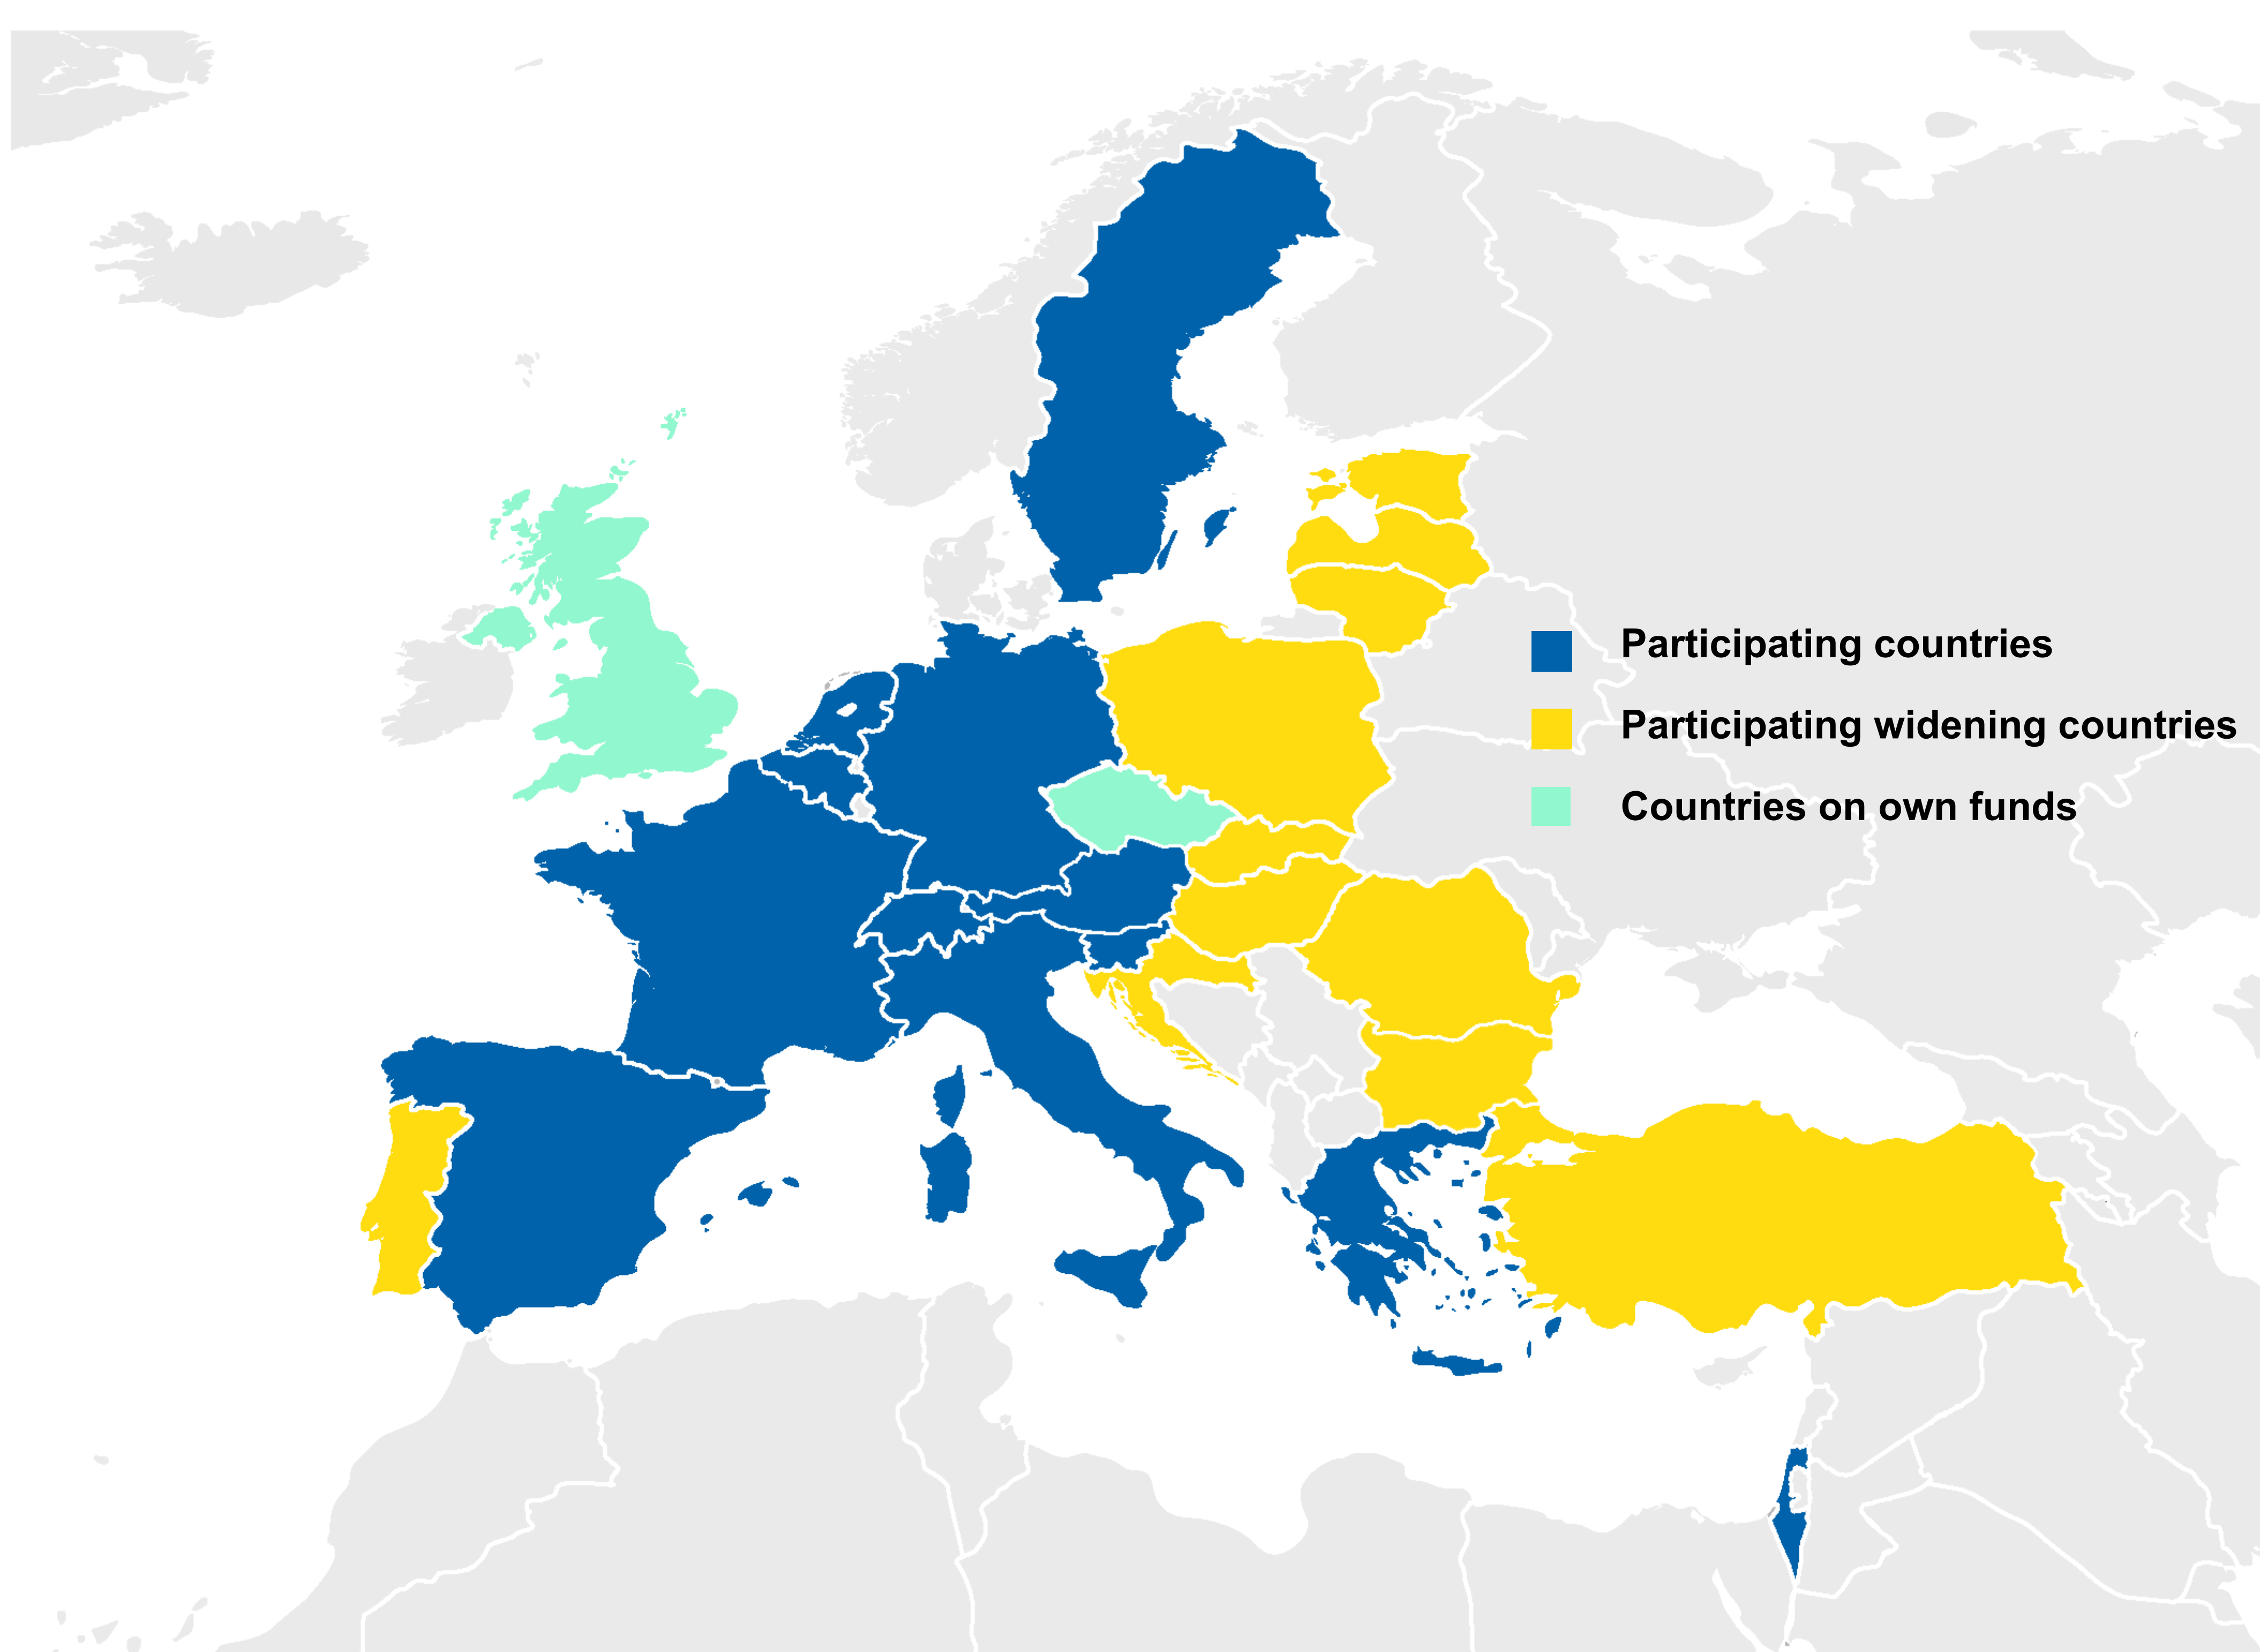 Participating countries
Participating widening countries
Countries on own funds